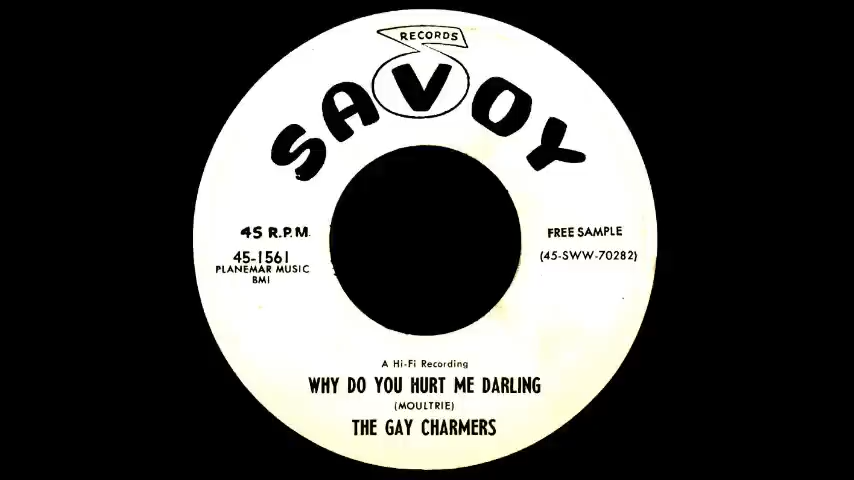 RECORDS
SAVOY
45 R.P.M.
45-1561
PLANEMAR MUSIC
BMI
FREE SAMPLE
(45-SWW-70282)
A Hi-Fi Recording
WHY DO YOU HURT ME DARLING
(MOULTRIE)
THE GAY CHARMERS